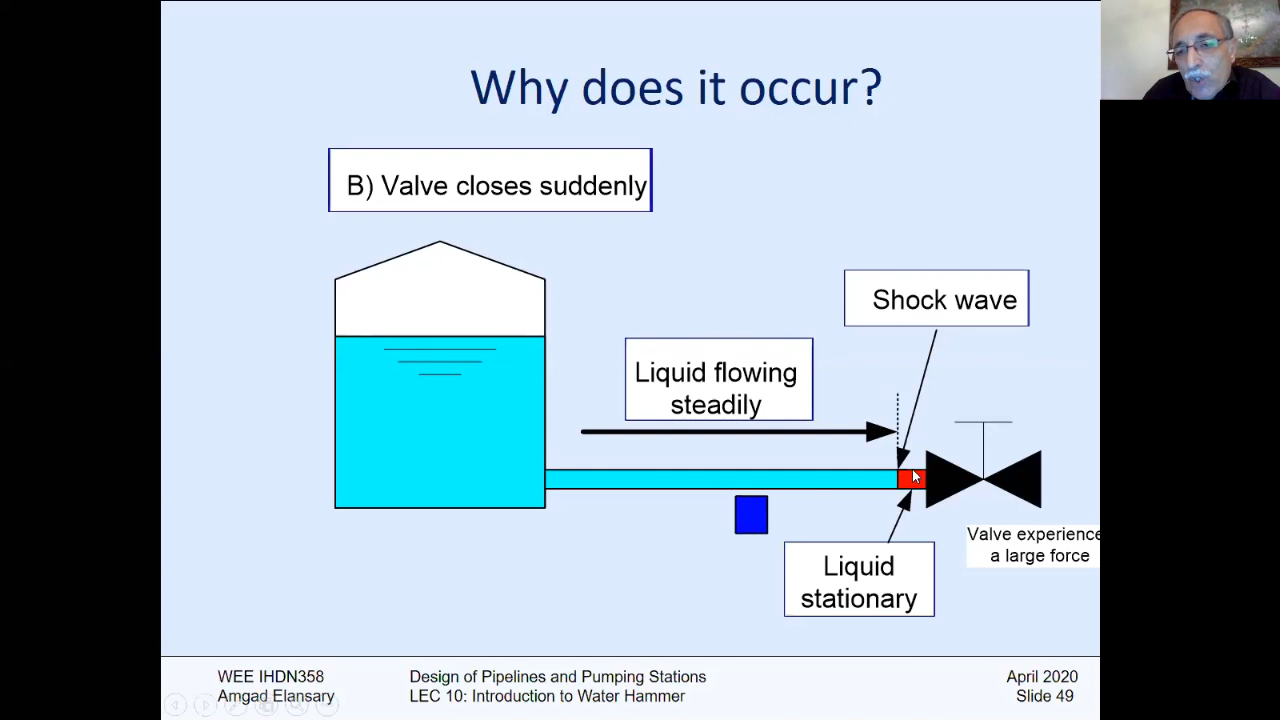 Why does it occur?
B) Valve closes suddenly
Shock wave
Liquid flowing
steadily
Valve experience
a large force
Liquid
stationary
WEE IHDN358
Design of Pipelines and Pumping Stations
April 2020
Amgad Elansary
LEC 10: Introduction to Water Hammer
Slide 49